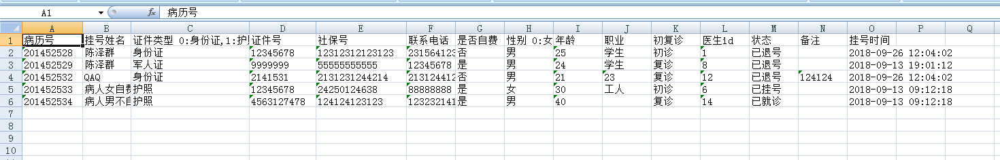 A1 fx 病历号
A B C D E F G H I J K L M N O P Q
1 病历号 挂号姓名 证件类型 0:身份证,1:护照 证件号 社保号 联系电话 是否自费 性别 0:女 年龄 职业 初复诊 医生id 状态 备注 挂号时间
2 201452528 陈泽群 身份证 12345678 12312312123123 231564123 否 男 25 学生 初诊 1 已退号 2018-09-26 12:04:02
3 201452529 陈泽群 军人证 9999999 55555555555 12345678 是 男 24 学生 复诊 8 已退号 2018-09-13 19:01:12
4 201452532 QAQ 身份证 2141531 2131231244214 213124412 否 男 21 23 复诊 12 已退号 124124 2018-09-26 12:04:02
5 201452533 病人女自费 护照 12345678 24250124638 88888888 是 女 30 工人 初诊 6 已挂号 2018-09-13 09:12:18
6 201452534 病人男不自 护照 4563127478 124124123123 123232141 是 男 40 复诊 14 已就诊 2018-09-13 09:12:18
7
8
9
10